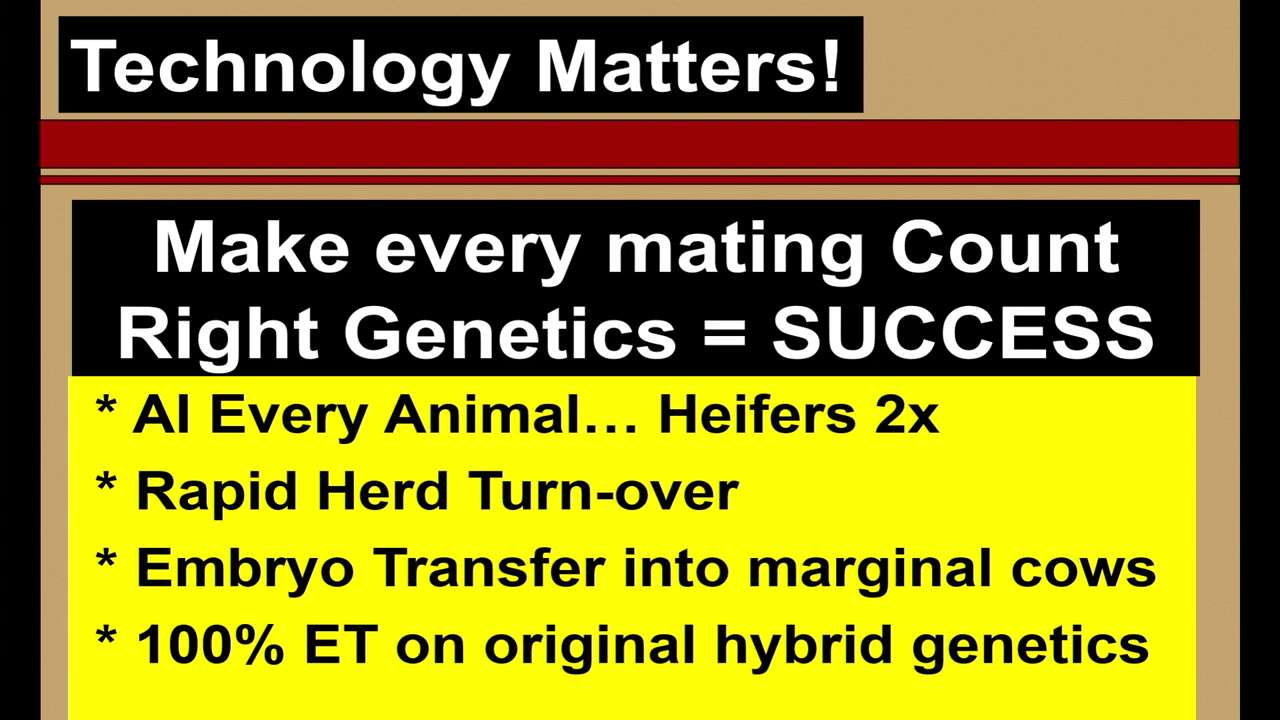 Technology Matters!
Make every mating Count
Right Genetics = SUCCESS
* AI Every Animal… Heifers 2x
* Rapid Herd Turn-over
* Embryo Transfer into marginal cows
* 100% ET on original hybrid genetics